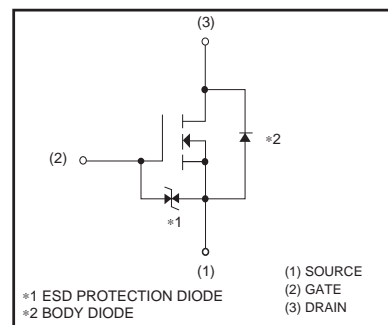 (3)
*2
(2)
*1
(1)
*1 ESD PROTECTION DIODE
*2 BODY DIODE
(1) SOURCE
(2) GATE
(3) DRAIN